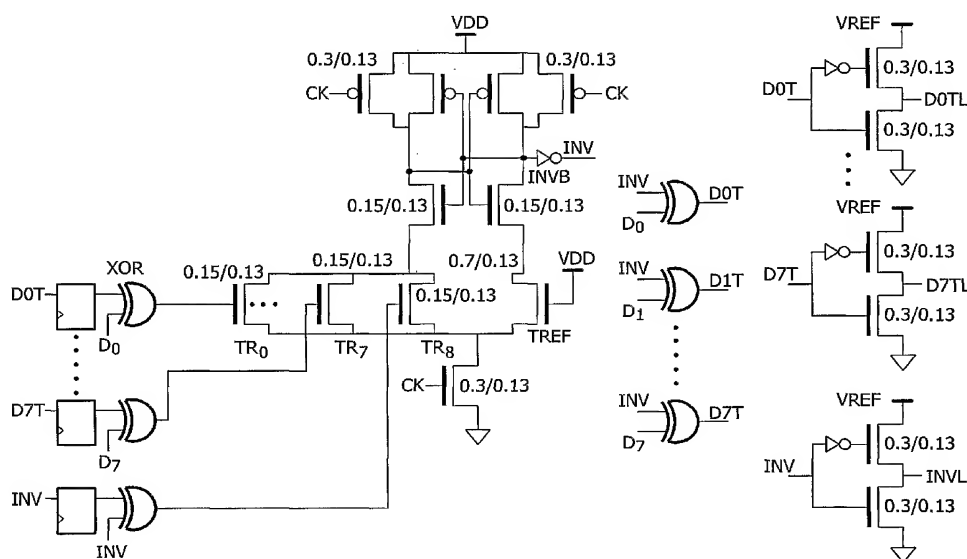 VDD
0.3/0.13
0.3/0.13
CK
CK
INV
INVB
0.15/0.13
0.15/0.13
XOR
0.15/0.13
0.15/0.13
0.7/0.13
VDD
D0T
0.15/0.13
D0
TR0
TR7
TR8
TREF
CK
0.3/0.13
D7T
D7
INV
INV
INV
D0T
D0
INV
D1T
D1
INV
D7T
D7
VREF
0.3/0.13
D0T
D0TL
0.3/0.13
VREF
0.3/0.13
D7T
D7TL
0.3/0.13
VREF
0.3/0.13
INV
INVL
0.3/0.13